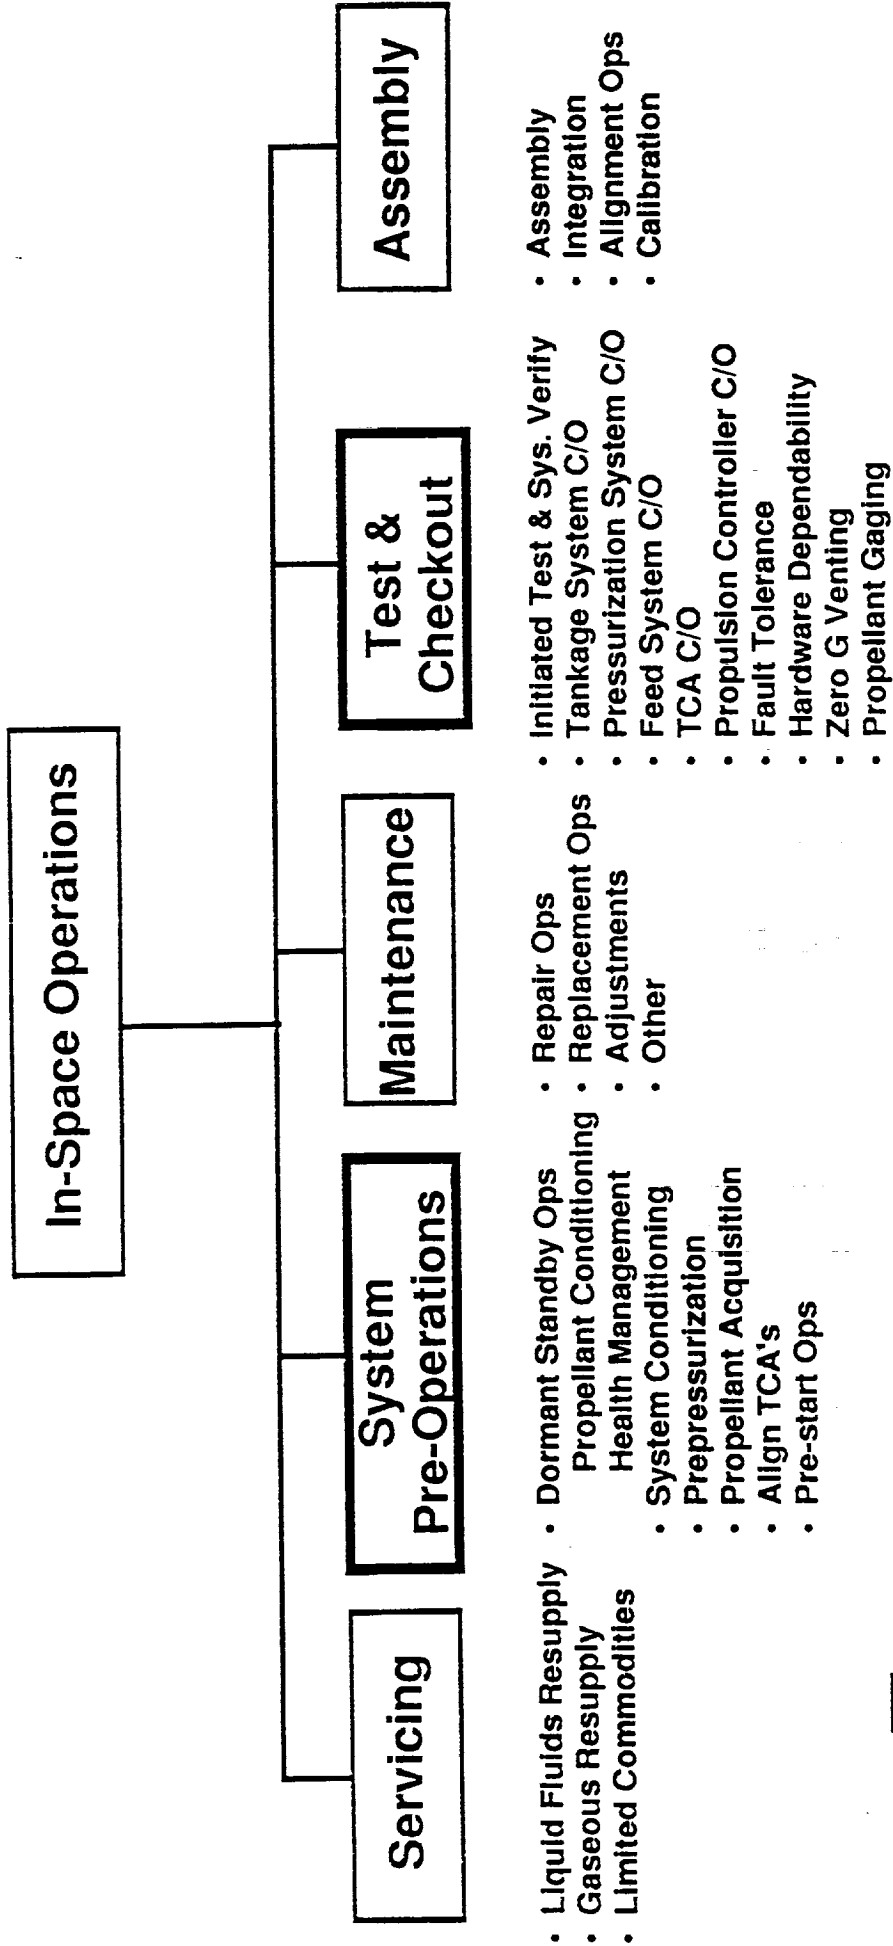 In-Space Operations
Servicing
System
Pre-Operations
Maintenance
Test &
Checkout
Assembly
• Liquid Fluids Resupply
• Gaseous Resupply
• Limited Commodities
• Dormant Standby Ops
Propellant Conditioning
Health Management
• System Conditioning
• Prepressurization
• Propellant Acquisition
• Align TCA's
• Pre-start Ops
• Repair Ops
• Replacement Ops
• Adjustments
• Other
• Initiated Test & Sys. Verify
• Tankage System C/O
• Pressurization System C/O
• Feed System C/O
• TCA C/O
• Propulsion Controller C/O
• Fault Tolerance
• Hardware Dependability
• Zero G Venting
• Propellant Gaging
• Assembly
• Integration
• Alignment Ops
• Calibration